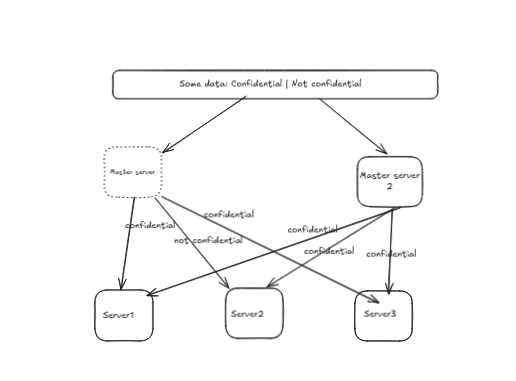 Some data: Confidential | Not confidential
Master server
Master server
2
confidential
confidential
not confidential
confidential
confidential
confidential
Server1
Server2
Server3